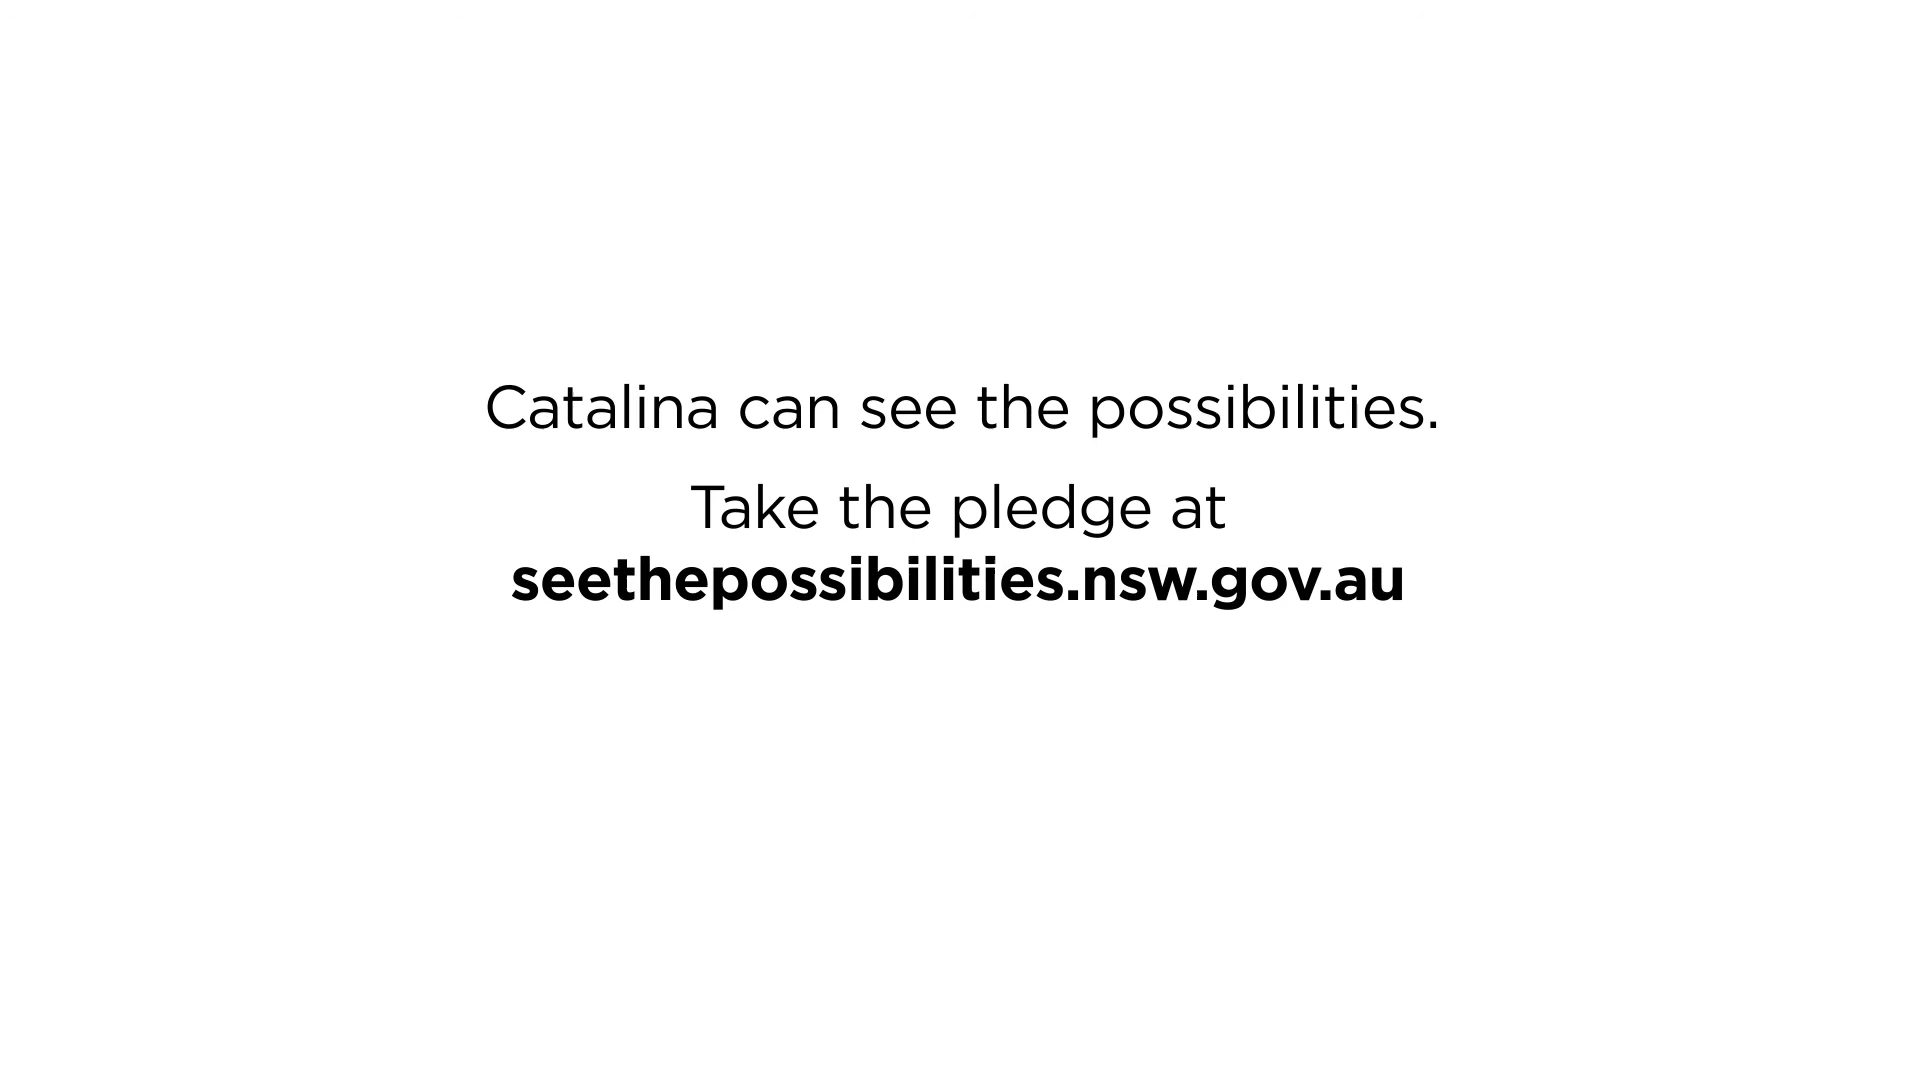 Catalina can see the possibilities.
Take the pledge at
seethepossibilities.nsw.gov.au